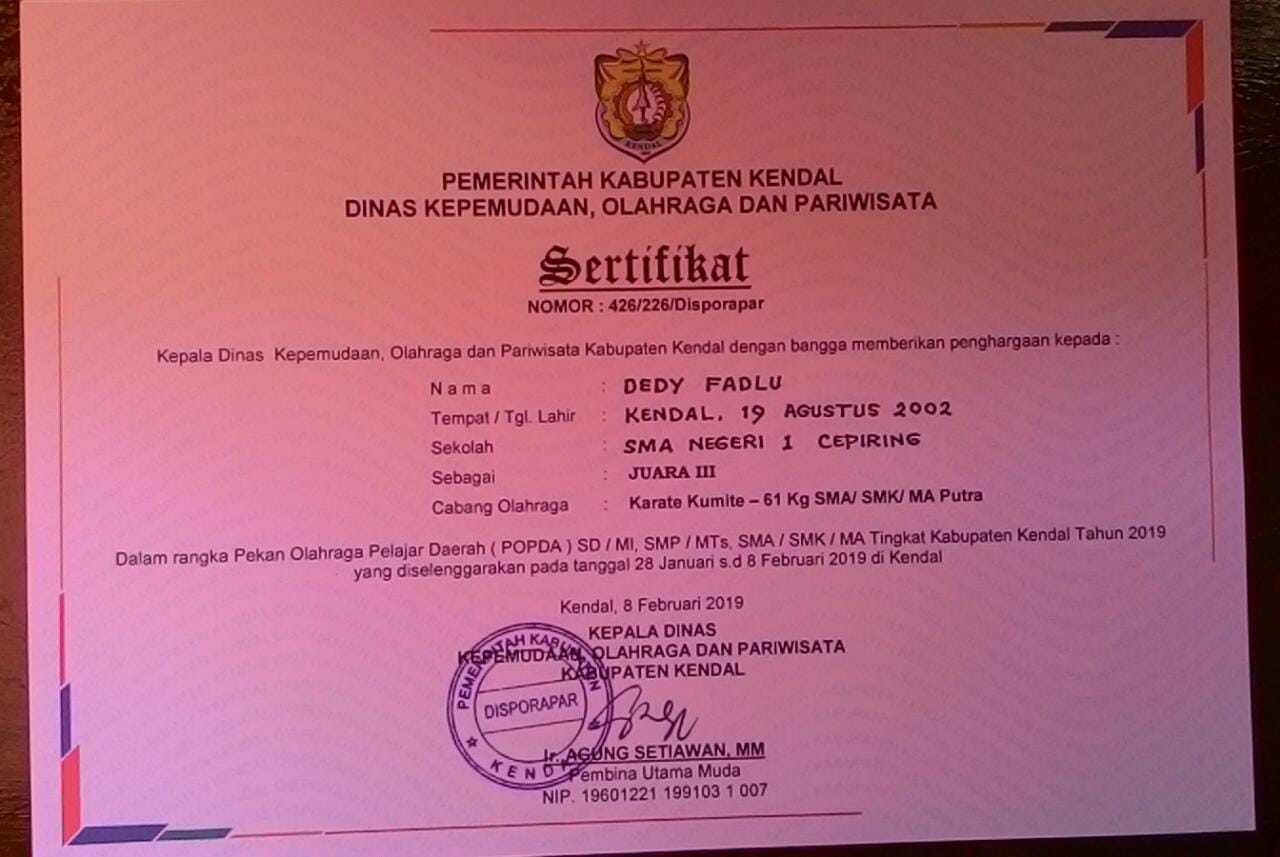 KENDAL
PEMERINTAH KABUPATEN KENDAL
DINAS KEPEMUDAAN, OLAHRAGA DAN PARIWISATA
Sertifikat
NOMOR : 426/226/Disporapar
Kepala Dinas Kepemudaan, Olahraga dan Pariwisata Kabupaten Kendal dengan bangga memberikan penghargaan kepada :
N a m a : DEDY FADLU
Tempat / Tgl. Lahir : KENDAL, 19 AGUSTUS 2002
Sekolah : SMA NEGERI 1 CEPIRING
Sebagai : JUARA III
Cabang Olahraga : Karate Kumite – 61 Kg SMA/ SMK/ MA Putra
Dalam rangka Pekan Olahraga Pelajar Daerah ( POPDA ) SD / MI, SMP / MTs, SMA / SMK / MA Tingkat Kabupaten Kendal Tahun 2019
yang diselenggarakan pada tanggal 28 Januari s.d 8 Februari 2019 di Kendal
Kendal, 8 Februari 2019
KEPALA DINAS
KEPEMUDAAN, OLAHRAGA DAN PARIWISATA
KABUPATEN KENDAL
PEMERINTAH KABUPATEN
DISPORAPAR
KENDAL
Ir. AGUNG SETIAWAN, MM
Pembina Utama Muda
NIP. 19601221 199103 1 007